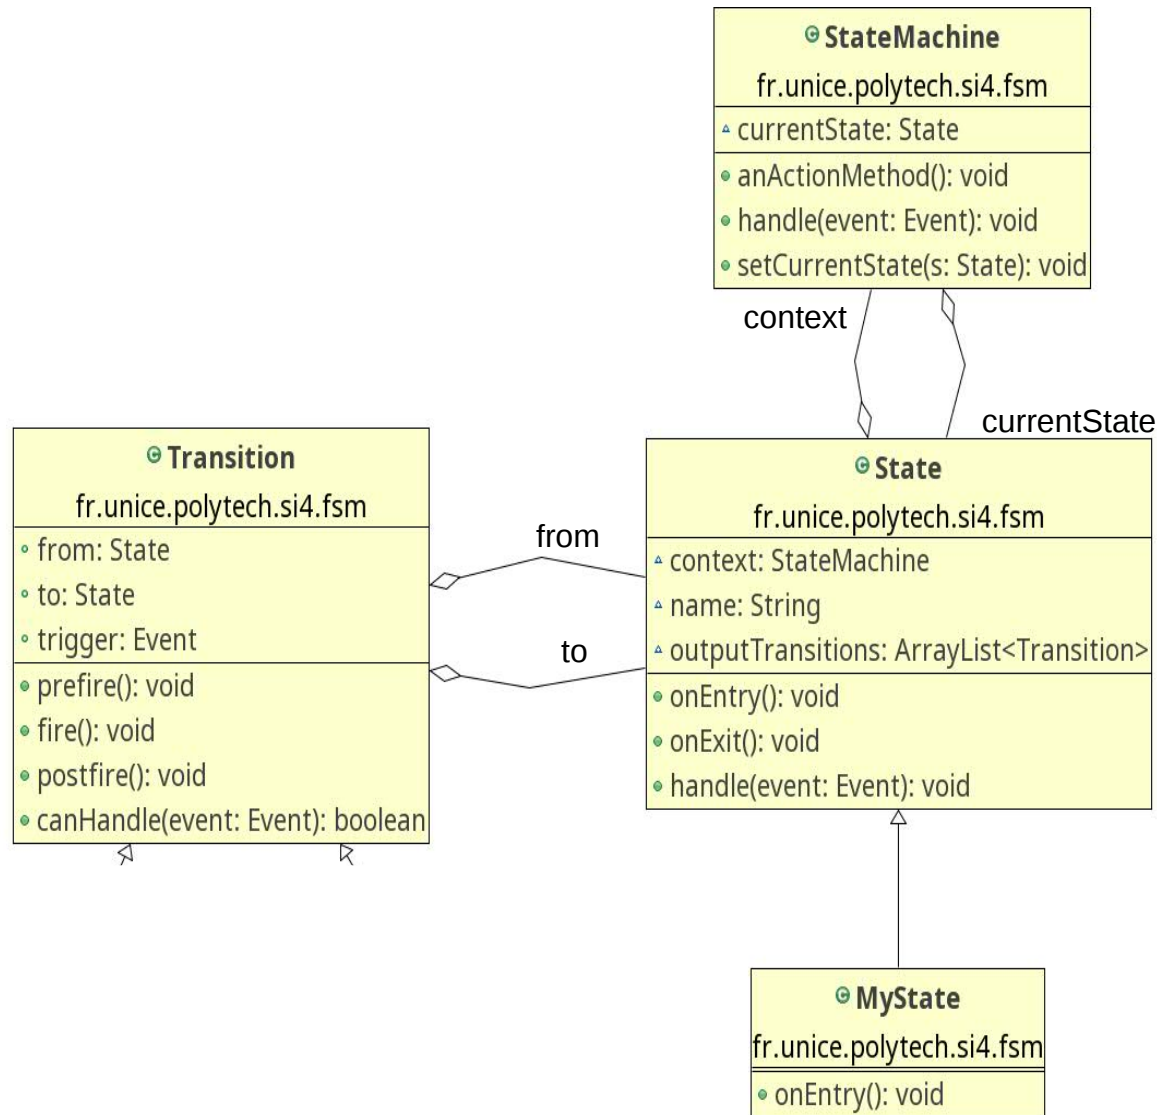 StateMachine
fr.unice.polytech.si4.fsm
currentState: State
anActionMethod(): void
handle(event: Event): void
setCurrentState(s: State): void
context
currentState
Transition
fr.unice.polytech.si4.fsm
from: State
to: State
trigger: Event
prefire(): void
fire(): void
postfire(): void
canHandle(event: Event): boolean
from
to
State
fr.unice.polytech.si4.fsm
context: StateMachine
name: String
outputTransitions: ArrayList<Transition>
onEntry(): void
onExit(): void
handle(event: Event): void
MyState
fr.unice.polytech.si4.fsm
onEntry(): void